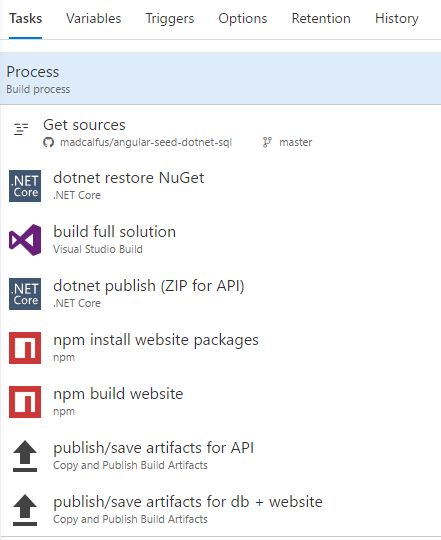 Tasks Variables Triggers Options Retention History
Process
Build process
Get sources
madcalfus/angular-seed-dotnet-sql master
.NET Core
dotnet restore NuGet
.NET Core
build full solution
Visual Studio Build
.NET Core
dotnet publish (ZIP for API)
.NET Core
npm install website packages
npm
npm build website
npm
publish/save artifacts for API
Copy and Publish Build Artifacts
publish/save artifacts for db + website
Copy and Publish Build Artifacts